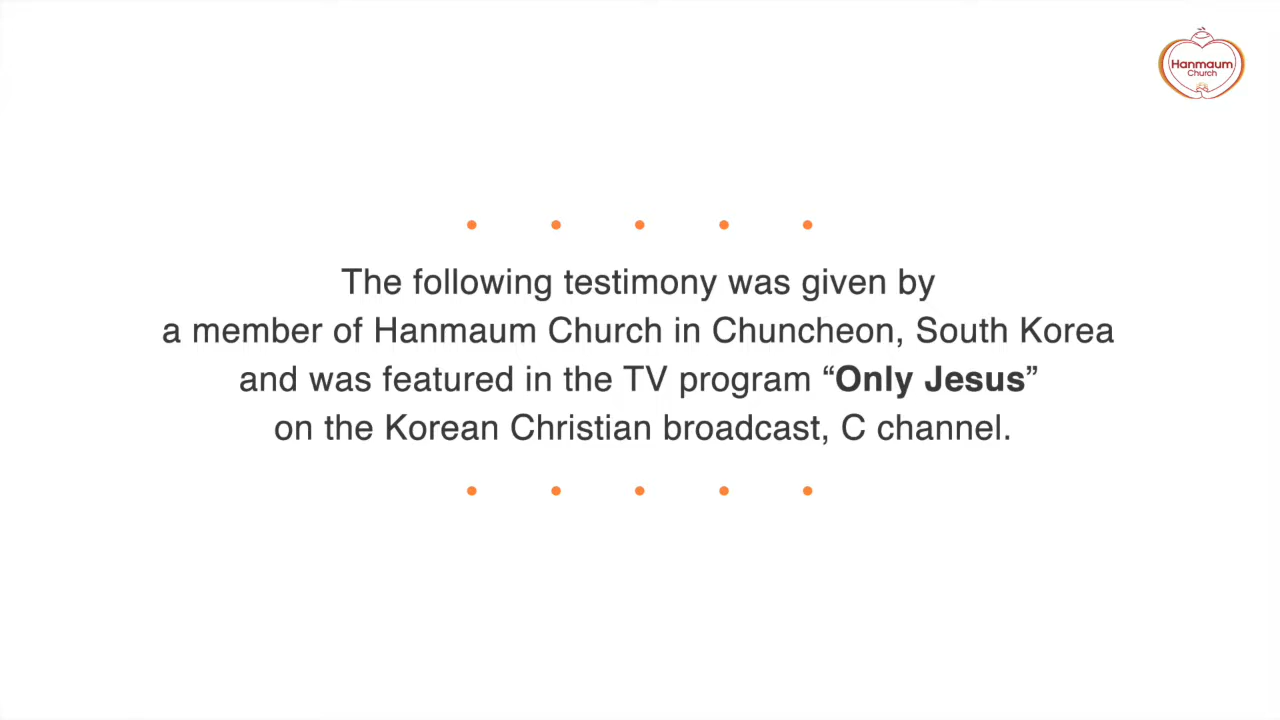 Hanmaum
Church
The following testimony was given by
a member of Hanmaum Church in Chuncheon, South Korea
and was featured in the TV program “Only Jesus”
on the Korean Christian broadcast, C channel.